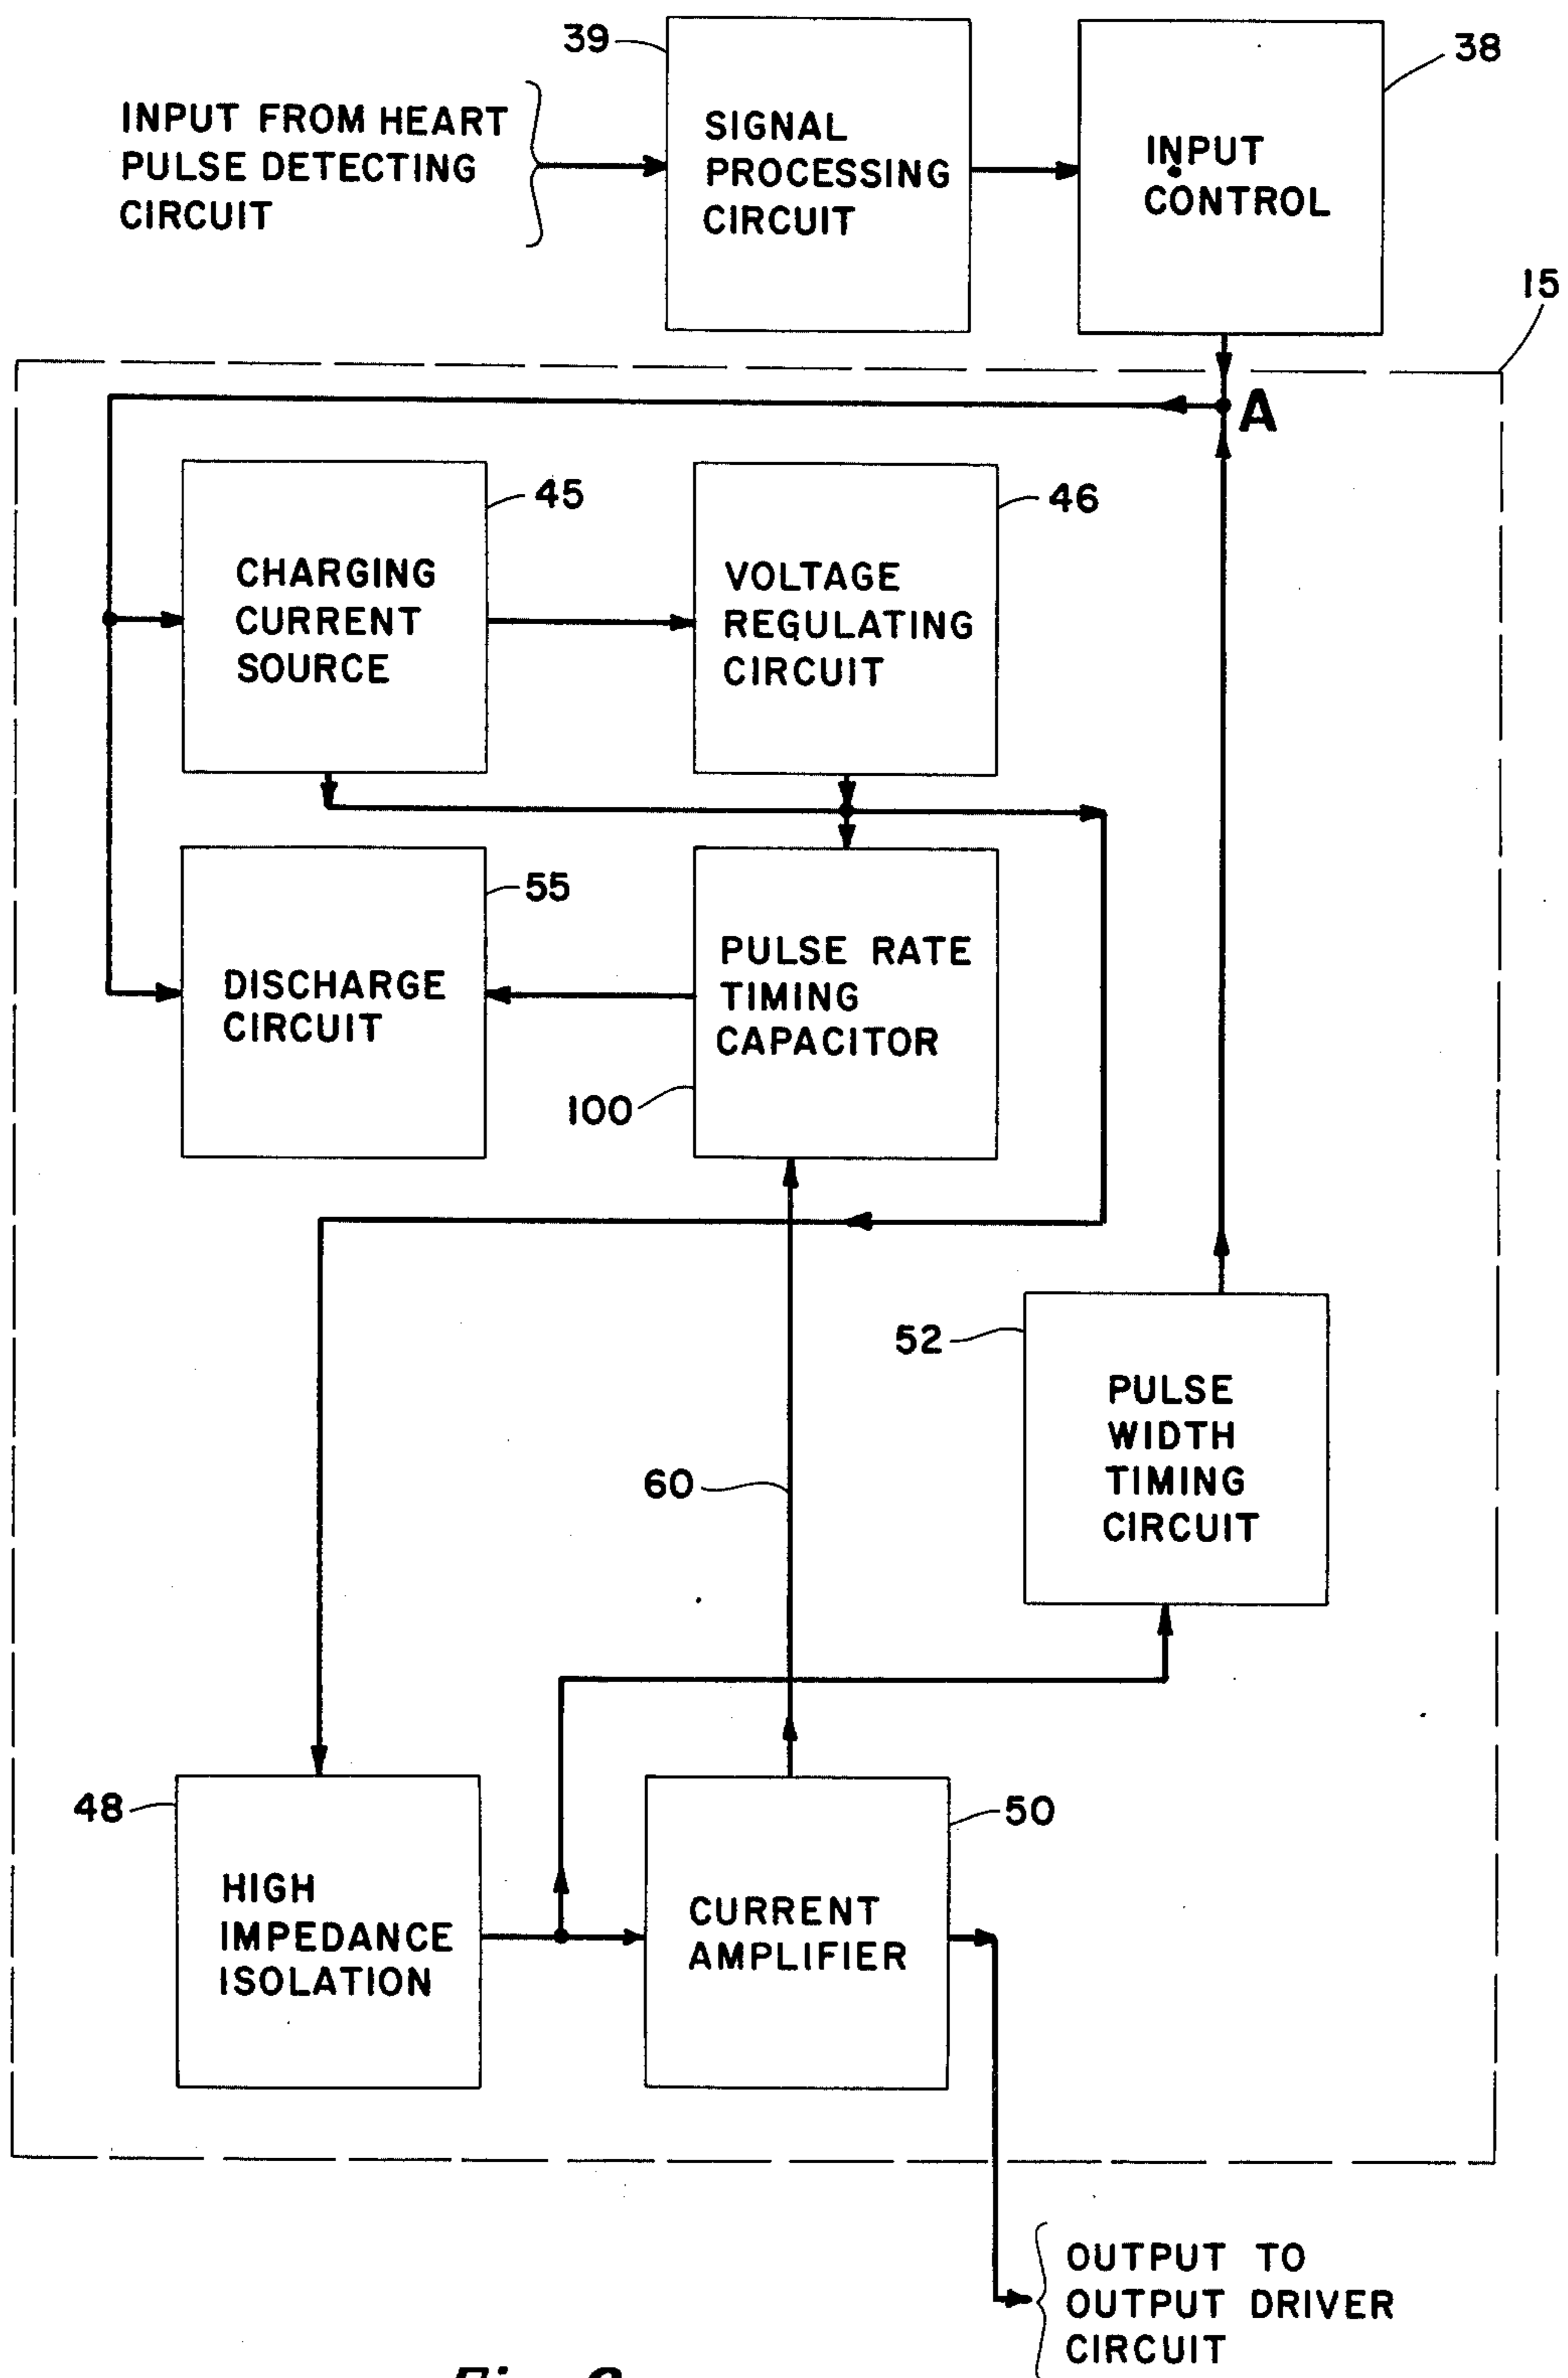 39
38
INPUT FROM HEART
PULSE DETECTING
CIRCUIT
SIGNAL
PROCESSING
CIRCUIT
INPUT
CONTROL
15
A
45
46
CHARGING
CURRENT
SOURCE
VOLTAGE
REGULATING
CIRCUIT
55
DISCHARGE
CIRCUIT
PULSE RATE
TIMING
CAPACITOR
100
52
PULSE
WIDTH
TIMING
CIRCUIT
60
48
50
HIGH
IMPEDANCE
ISOLATION
CURRENT
AMPLIFIER
OUTPUT TO
OUTPUT DRIVER
CIRCUIT